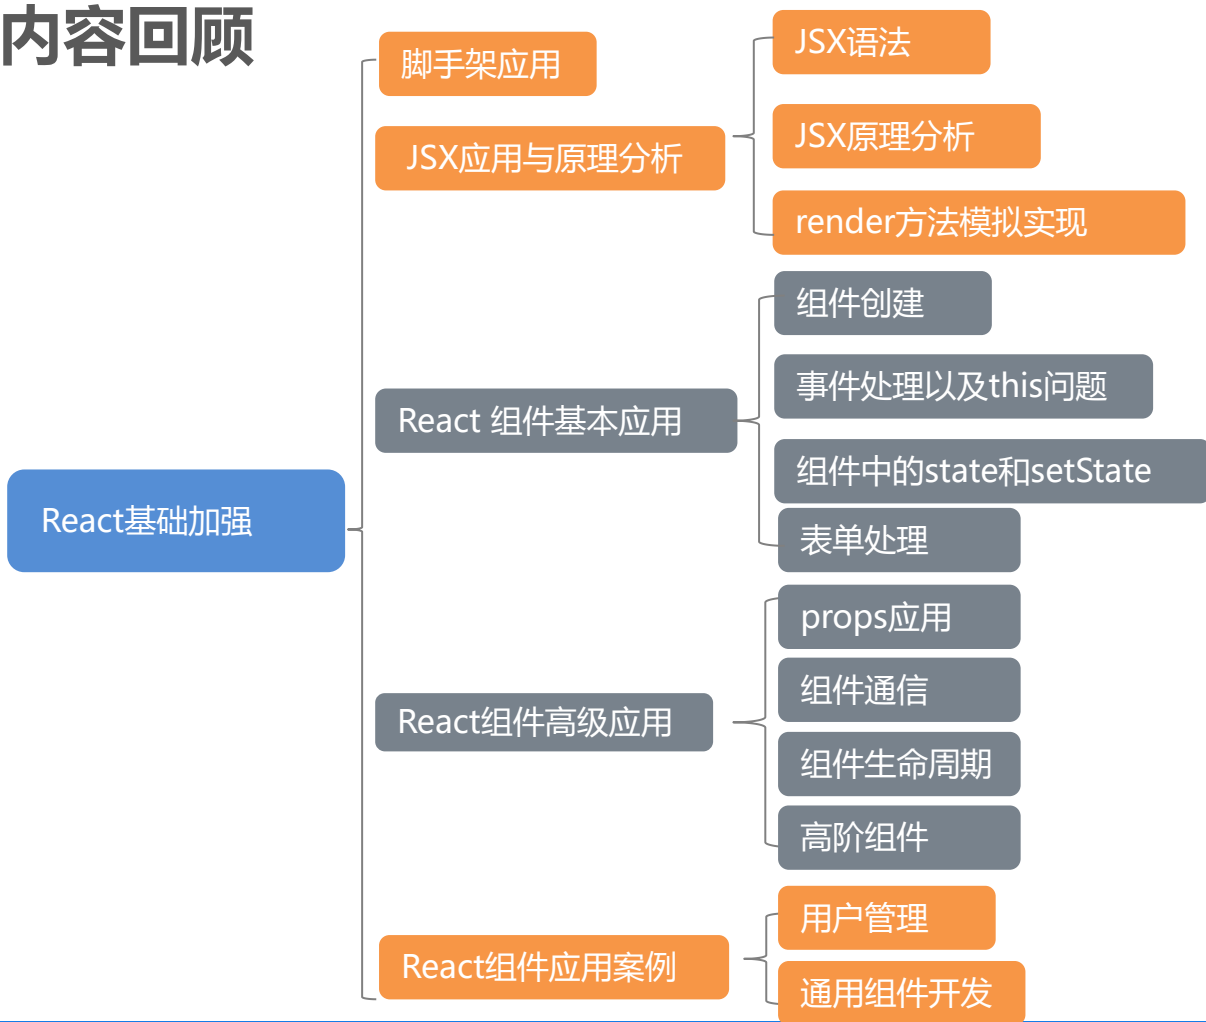 内容回顾
React基础加强
脚手架应用
JSX应用与原理分析
JSX语法
JSX原理分析
render方法模拟实现
React 组件基本应用
组件创建
事件处理以及this问题
组件中的state和setState
表单处理
React组件高级应用
props应用
组件通信
组件生命周期
高阶组件
React组件应用案例
用户管理
通用组件开发